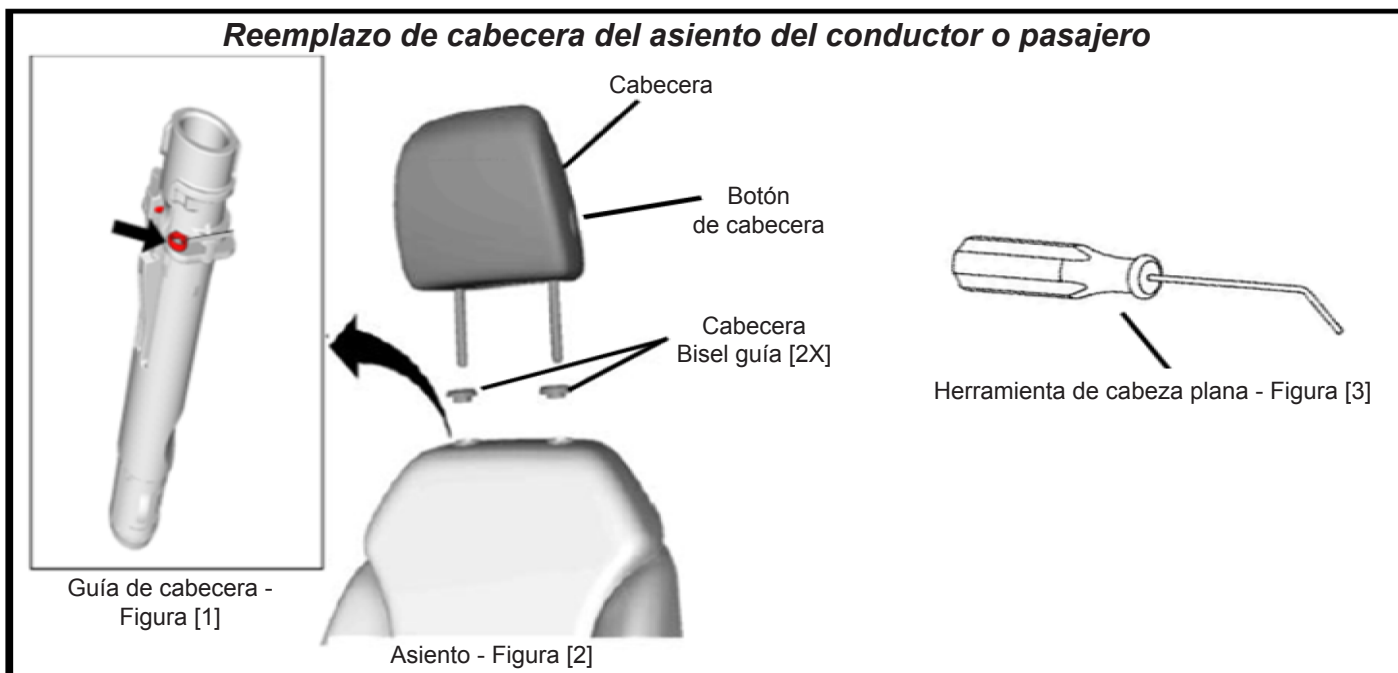 Reemplazo de cabecera del asiento del conductor o pasajero
Cabecera
Botón
de cabecera
Cabecera
Bisel guía [2X]
Herramienta de cabeza plana - Figura [3]
Guía de cabecera -
Figura [1]
Asiento - Figura [2]